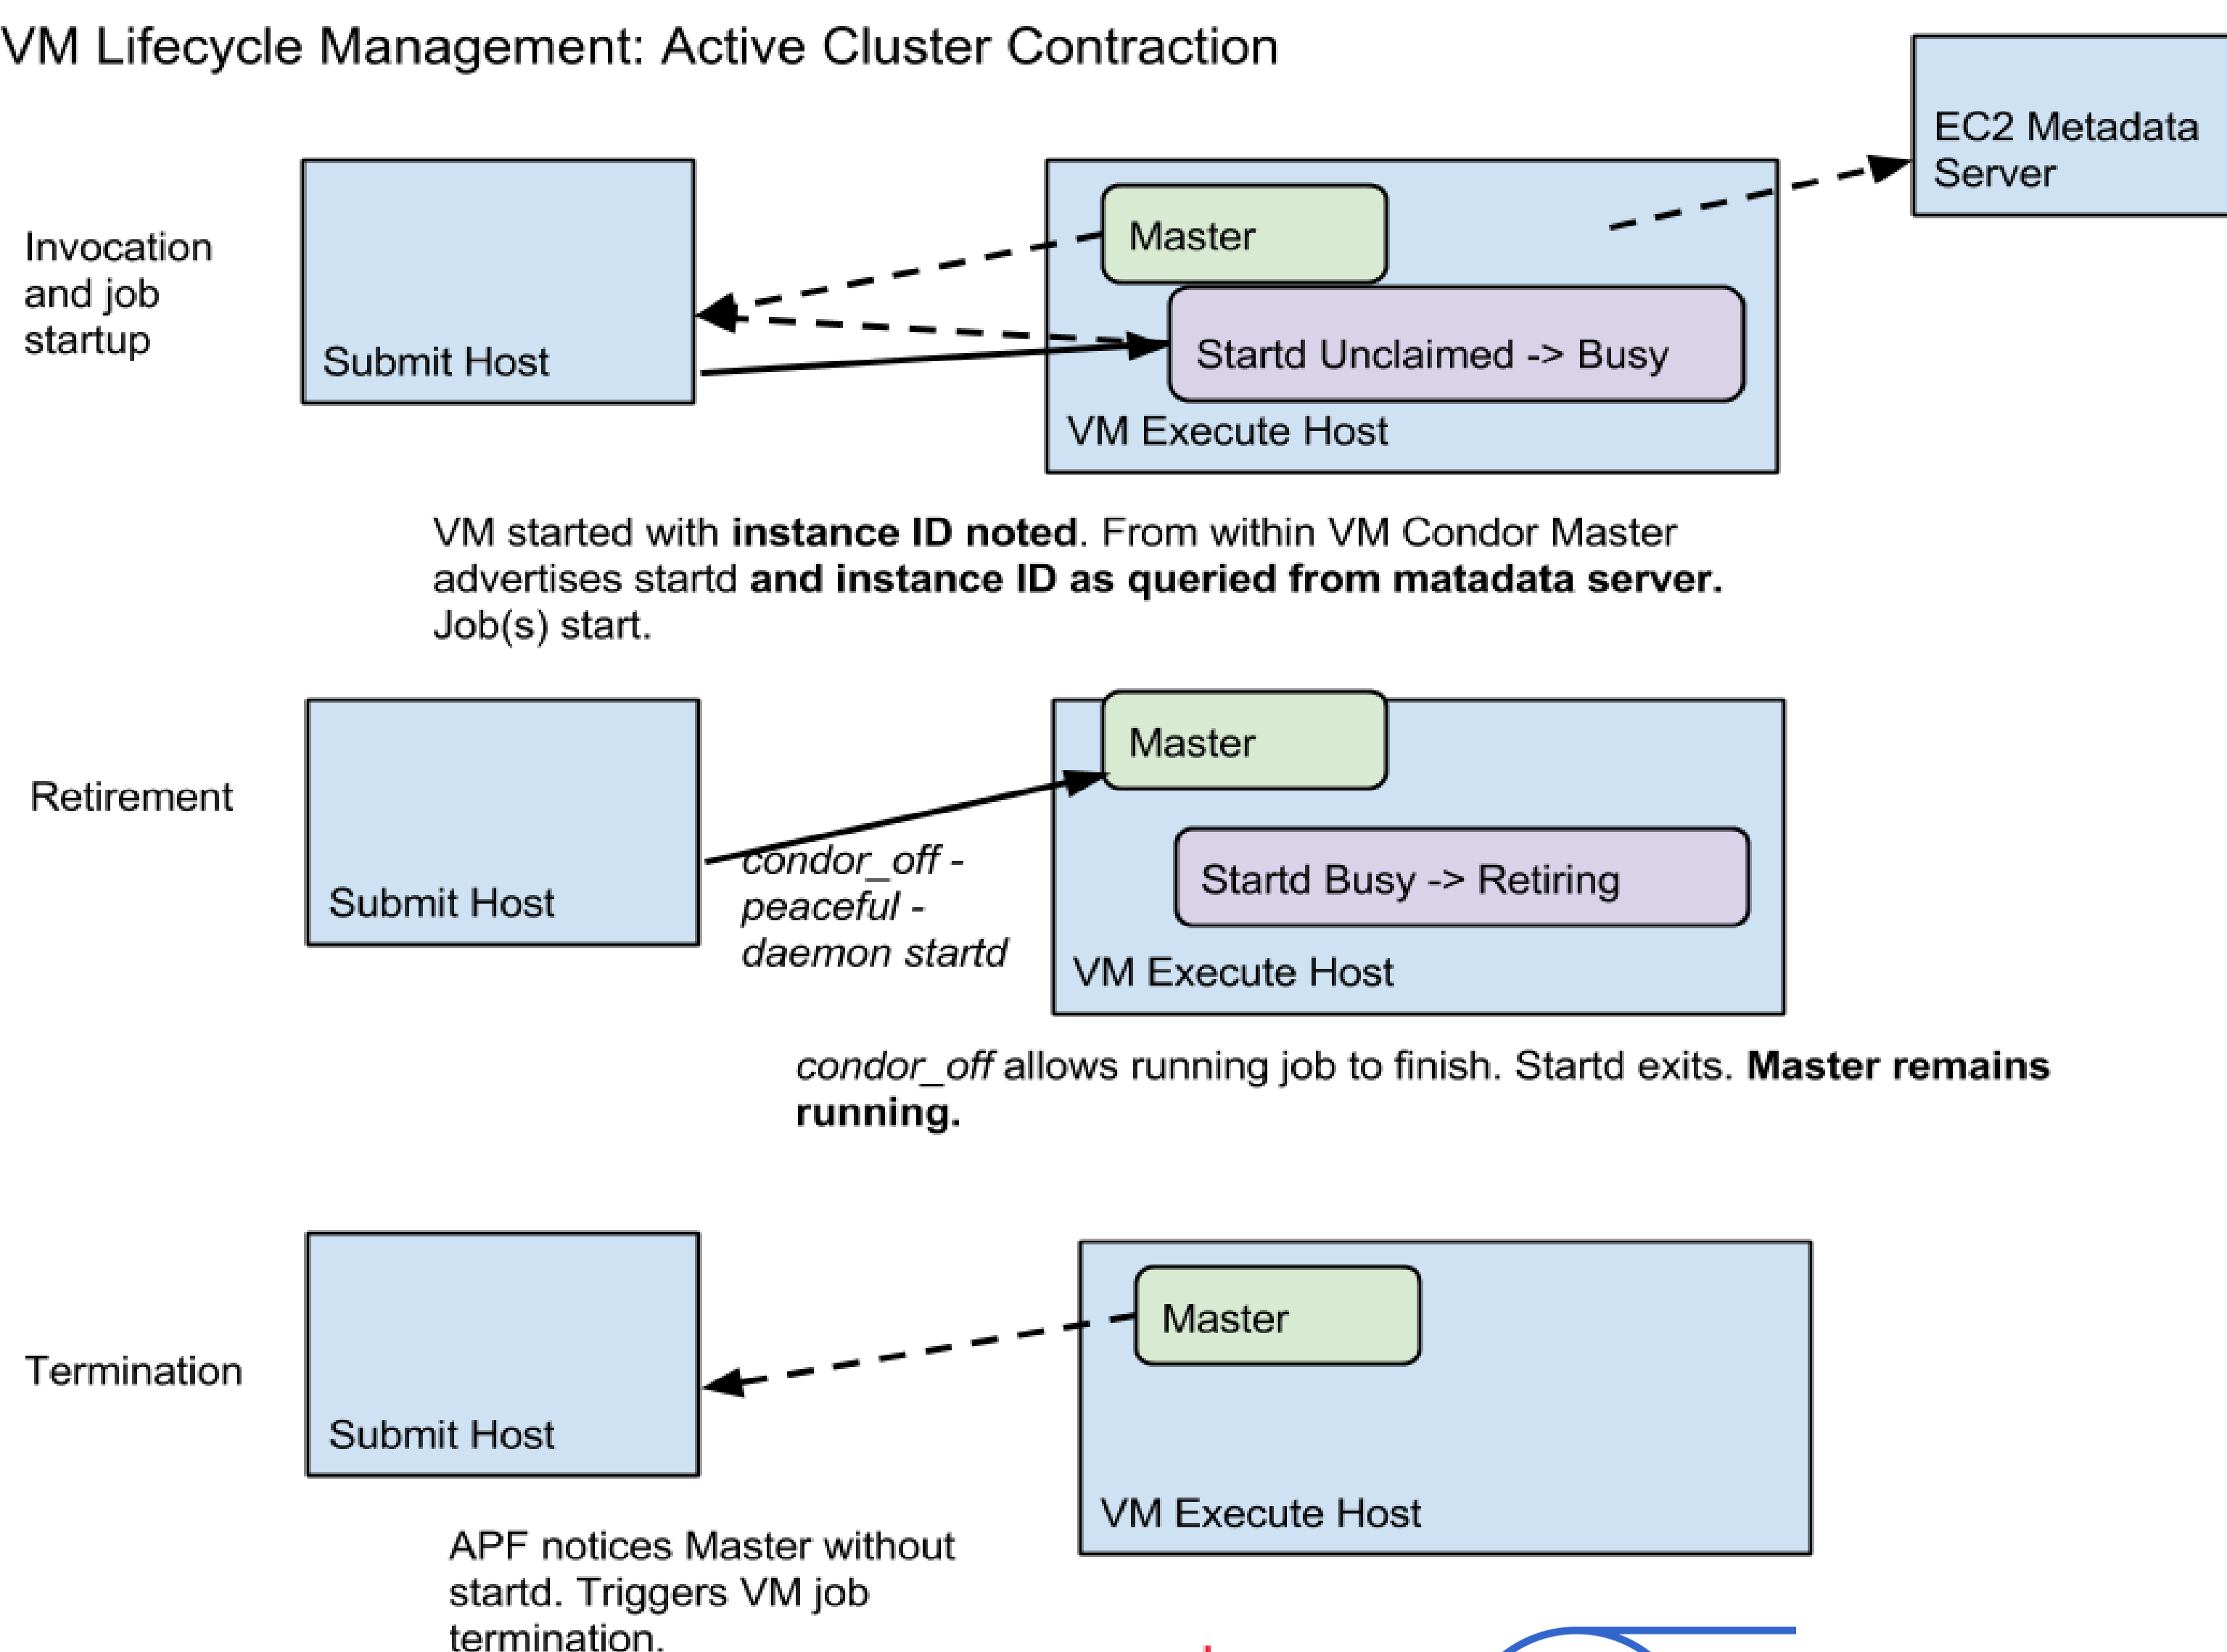 VM Lifecycle Management: Active Cluster Contraction
EC2 Metadata
Server
Invocation
and job
startup
Submit Host
Master
Startd Unclaimed -> Busy
VM Execute Host
VM started with instance ID noted. From within VM Condor Master
advertises startd and instance ID as queried from matadata server.
Job(s) start.
Retirement
Submit Host
condor_off -
peaceful -
daemon startd
Master
Startd Busy -> Retiring
VM Execute Host
condor_off allows running job to finish. Startd exits. Master remains
running.
Termination
Submit Host
Master
VM Execute Host
APF notices Master without
startd. Triggers VM job
termination.